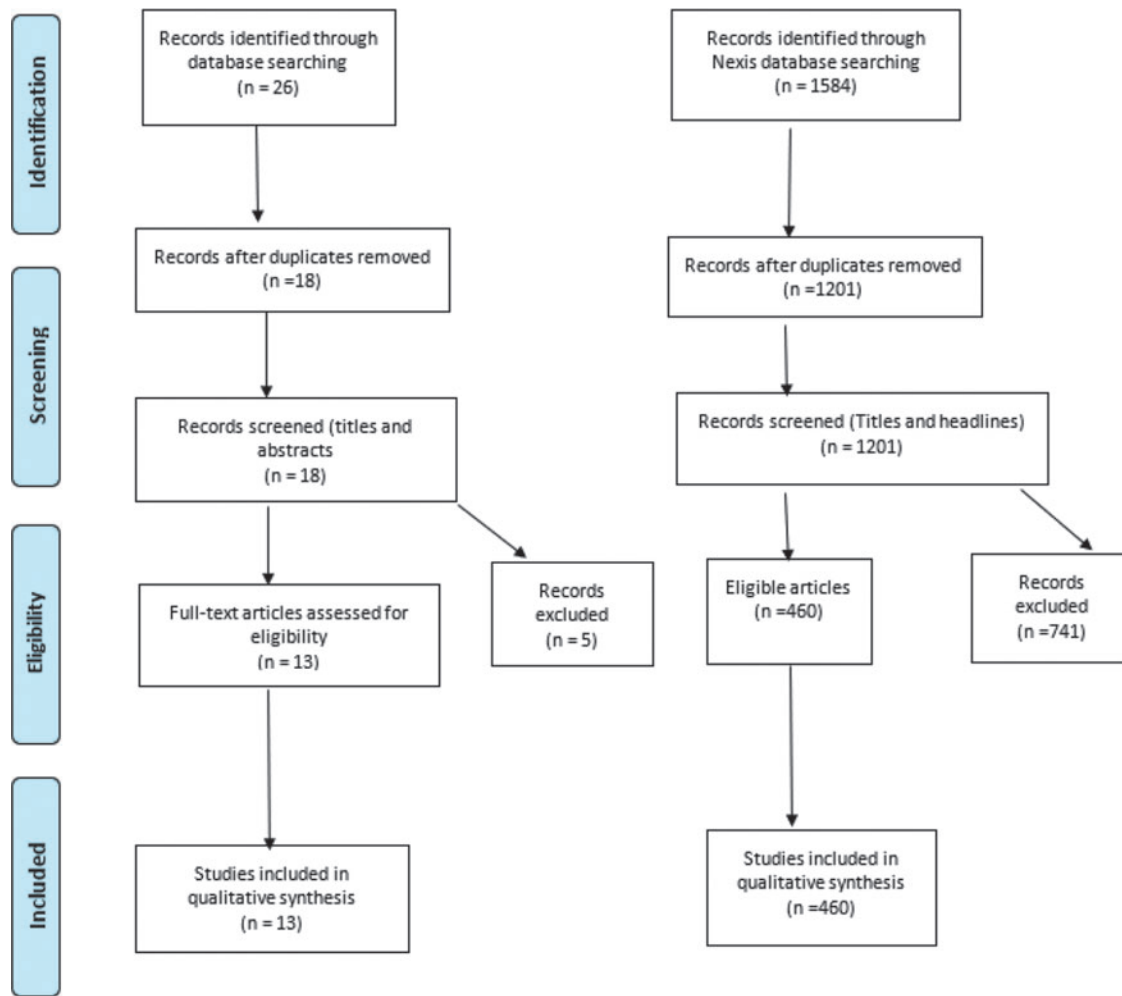 Identification
Screening
Eligibility
Included
Records identified through
database searching
(n = 26)
Records after duplicates removed
(n =18)
Records screened (titles and
abstracts
(n = 18)
Full-text articles assessed for
eligibility
(n = 13)
Records
excluded
(n = 5)
Studies included in
qualitative synthesis
(n = 13)
Records identified through
Nexis database searching
(n = 1584)
Records after duplicates removed
(n =1201)
Records screened (Titles and headlines)
(n = 1201)
Eligible articles
(n =460)
Records
excluded
(n =741)
Studies included in
qualitative synthesis
(n =460)